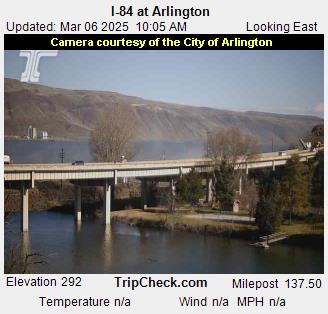 I-84 at Arlington
Updated: Mar 06 2025 10:05 AM Looking East
Camera courtesy of the City of Arlington
Elevation 292 TripCheck.com Milepost 137.50
Temperature n/a Wind n/a MPH n/a